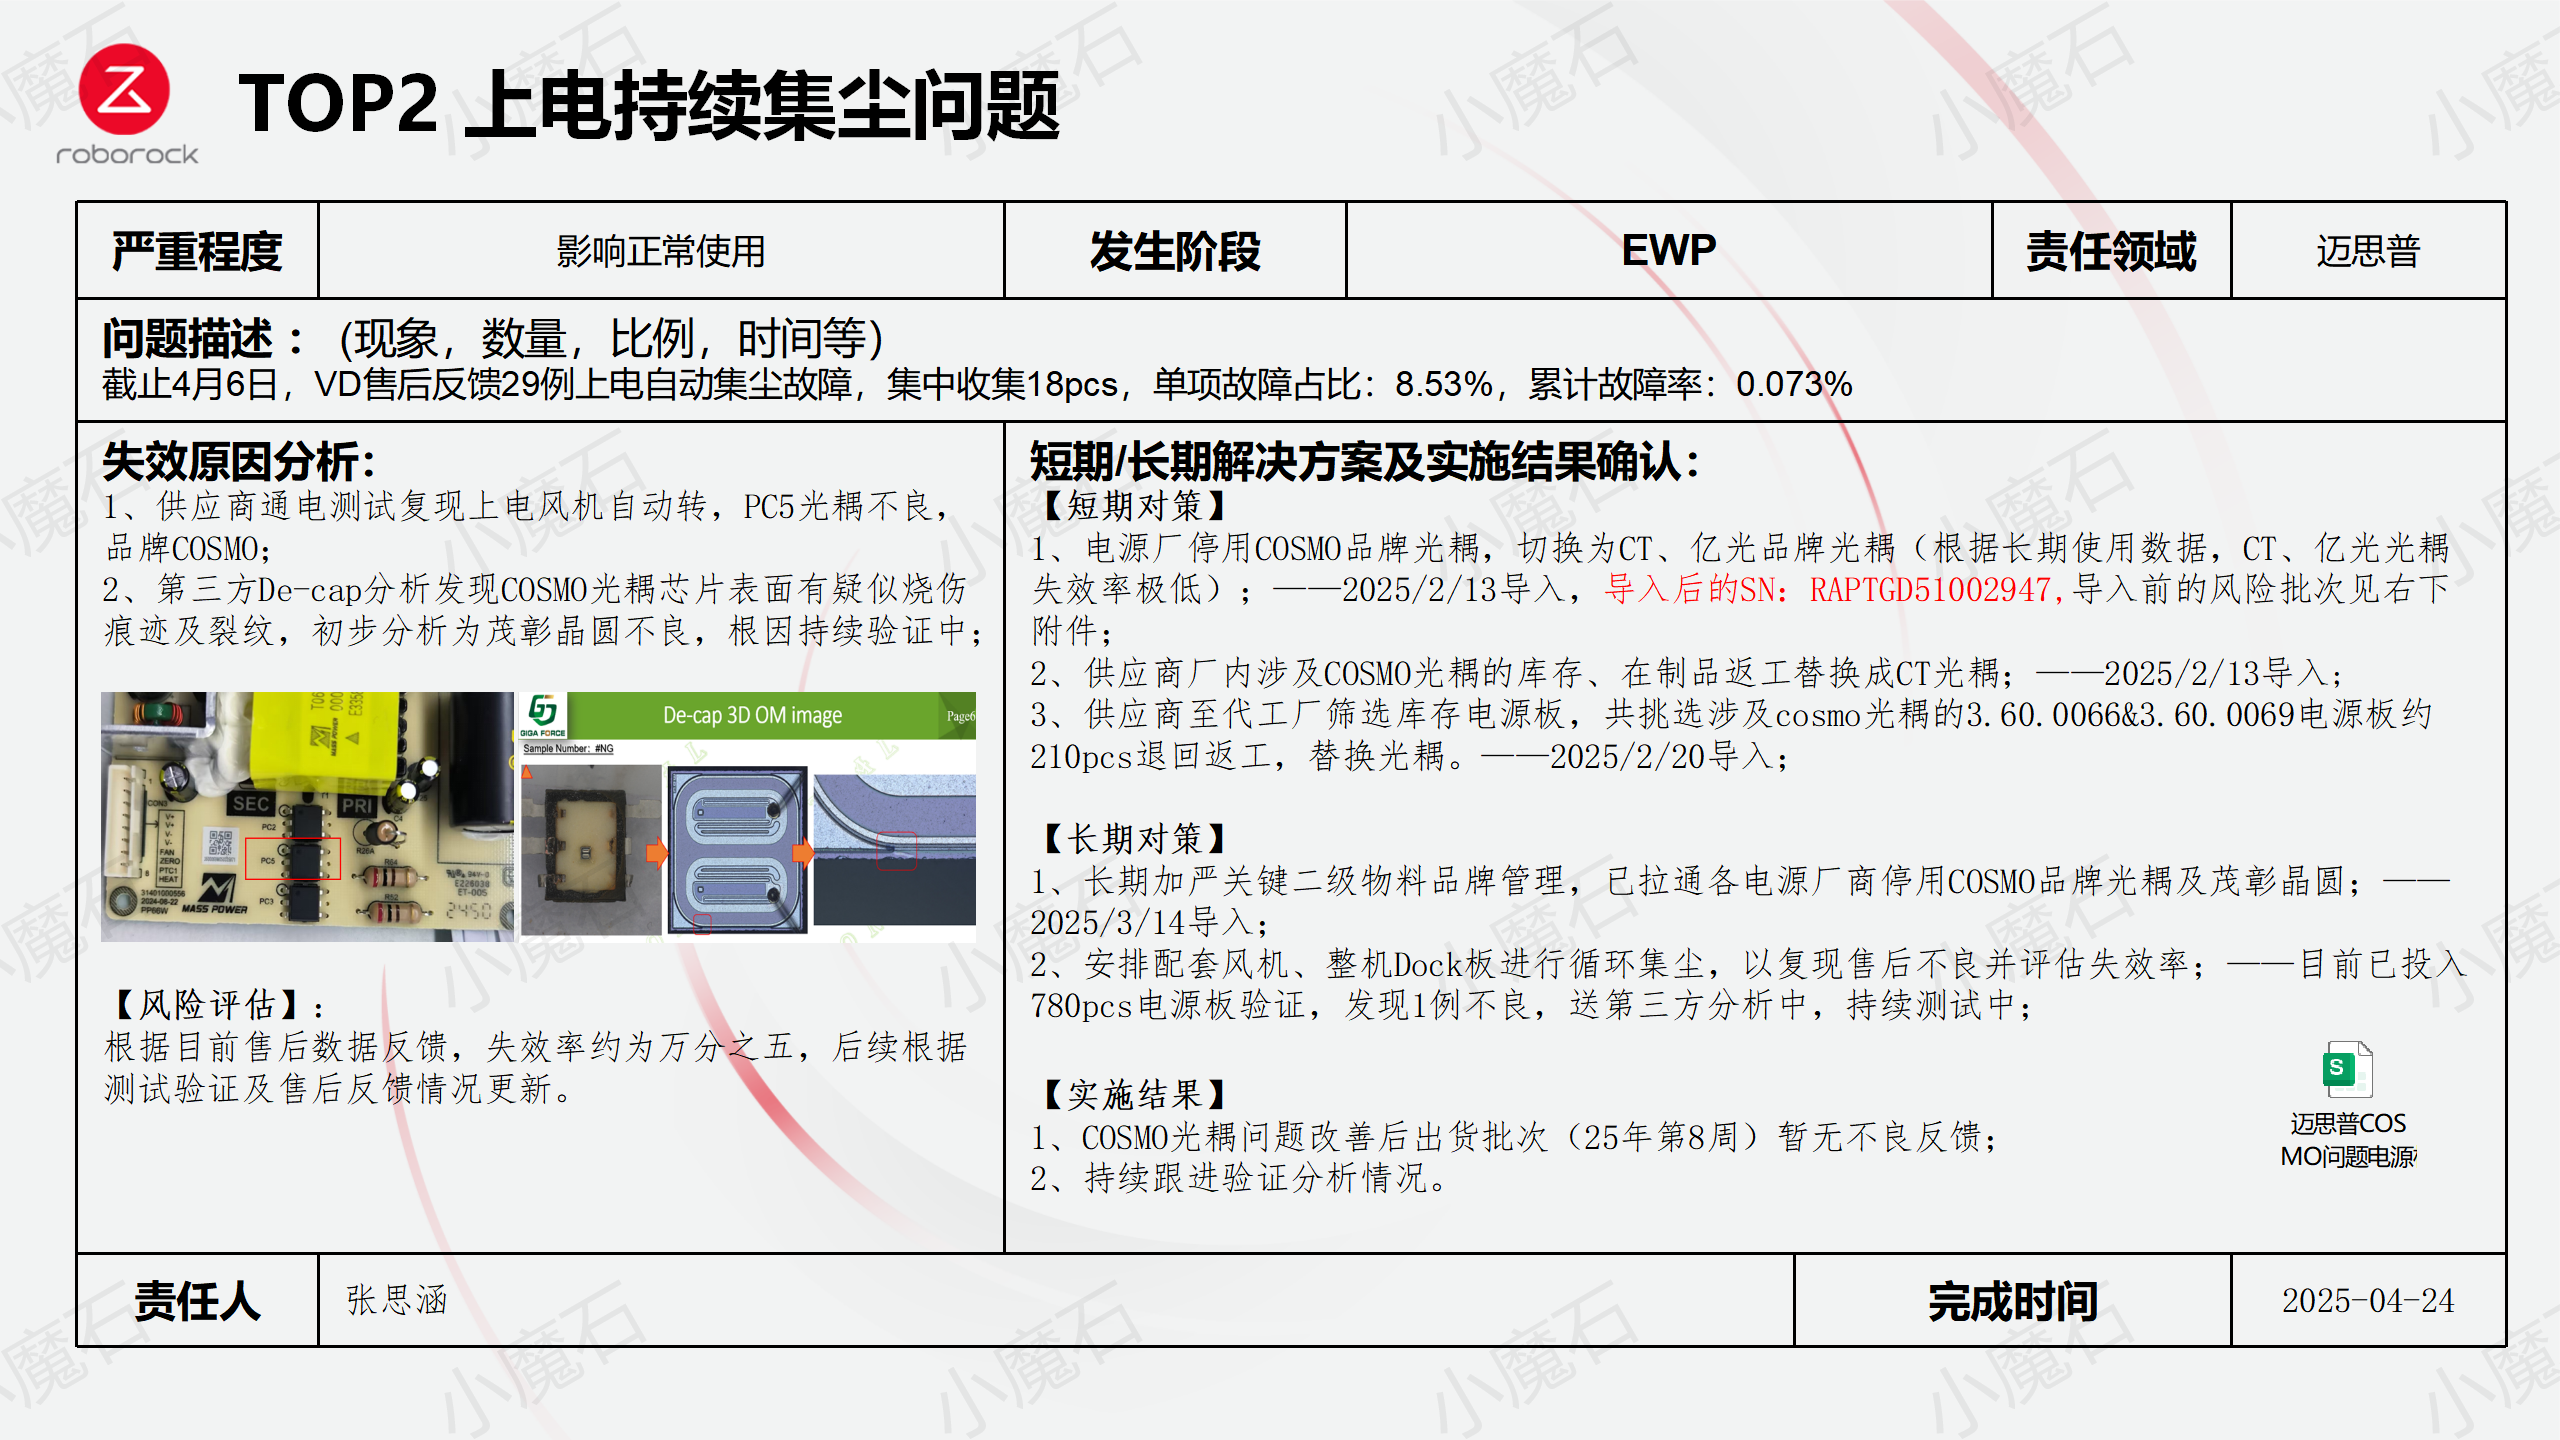 roborock
TOP2 上电持续集尘问题
严重程度
影响正常使用
发生阶段
EWP
责任领域
迈思普
问题描述 ： (现象，数量，比例，时间等)
截止4月6日，VD售后反馈29例上电自动集尘故障，集中收集18pcs，单项故障占比：8.53%，累计故障率：0.073%
失效原因分析：
1、供应商通电测试复现上电风机自动转，PC5光耦不良，
品牌COSMO；
2、第三方De-cap分析发现COSMO光耦芯片表面有疑似烧伤
痕迹及裂纹，初步分析为茂彰晶圆不良，根因持续验证中；
SEC
PRI
CON3
V+
V+
V-
V-
FAN
ZERO
PTC1
HEAT
PC2
PC5
PC3
C4
R26A
R64
R52
31401000556
2024-06-22
PP66W
MASS POWER
E228038
ET-005
2450
GIGA FORCE
De-cap 3D OM image
Page6
Sample Number: #NG
【风险评估】：
根据目前售后数据反馈，失效率约为万分之五，后续根据
测试验证及售后反馈情况更新。
短期/长期解决方案及实施结果确认：
【短期对策】
1、电源厂停用COSMO品牌光耦，切换为CT、亿光品牌光耦（根据长期使用数据，CT、亿光光耦
失效率极低）；——2025/2/13导入，导入后的SN：RAPTGD51002947,导入前的风险批次见右下
附件；
2、供应商厂内涉及COSMO光耦的库存、在制品返工替换成CT光耦；——2025/2/13导入；
3、供应商至代工厂筛选库存电源板，共挑选涉及cosmo光耦的3.60.0066&3.60.0069电源板约
210pcs退回返工，替换光耦。——2025/2/20导入；
【长期对策】
1、长期加严关键二级物料品牌管理，已拉通各电源厂商停用COSMO品牌光耦及茂彰晶圆；——
2025/3/14导入；
2、安排配套风机、整机Dock板进行循环集尘，以复现售后不良并评估失效率；——目前已投入
780pcs电源板验证，发现1例不良，送第三方分析中，持续测试中；
【实施结果】
1、COSMO光耦问题改善后出货批次（25年第8周）暂无不良反馈；
2、持续跟进验证分析情况。
S
迈思普COS
MO问题电源
责任人
张思涵
完成时间
2025-04-24
小魔石